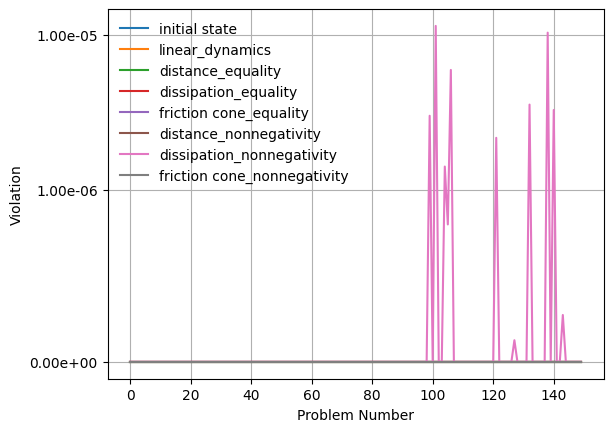 1.00e-05
1.00e-06
0.00e+00
Violation
initial state
linear_dynamics
distance_equality
dissipation_equality
friction cone_equality
distance_nonnegativity
dissipation_nonnegativity
friction cone_nonnegativity
0 20 40 60 80 100 120 140
Problem Number